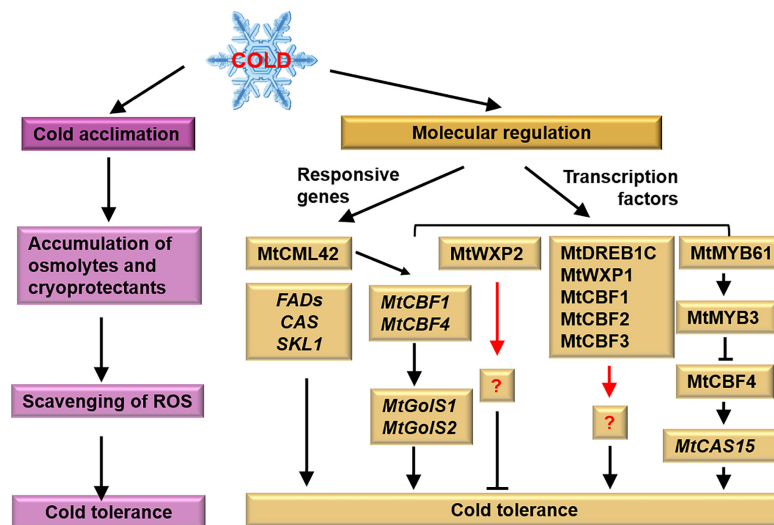 COLD
Cold acclimation
Molecular regulation
Responsive
genes
Transcription
factors
Accumulation of
osmolytes and
cryoprotectants
MtCML42
MtWXP2
MtDREB1C
MtWXP1
MtCBF1
MtCBF2
MtCBF3
MtMYB61
FADs
CAS
SKL1
MtCBF1
MtCBF4
MtMYB3
Scavenging of ROS
MtGolS1
MtGolS2
?
?
MtCBF4
MtCAS15
Cold tolerance
Cold tolerance